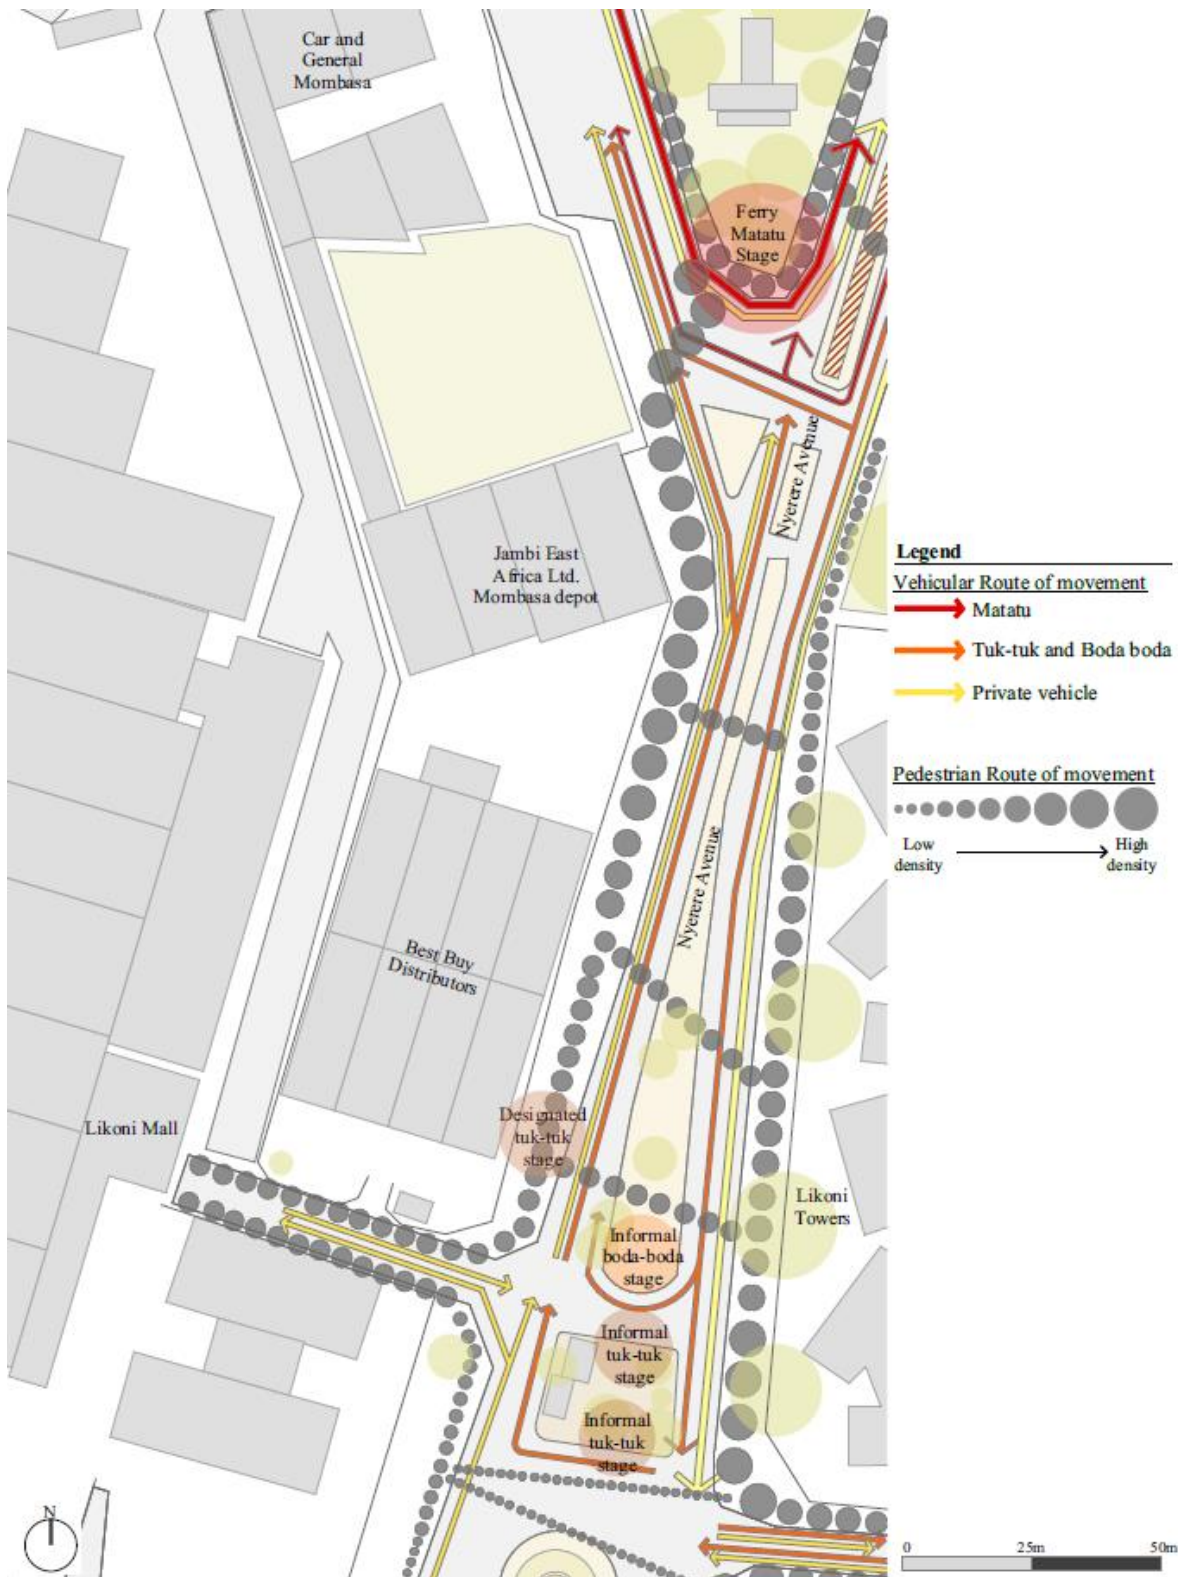 Car and
General
Mombasa
Ferry
Matatu
Stage
Nyerere Avenue
Jambi East
Africa Ltd.
Mombasa depot
Legend
Vehicular Route of movement
Matatu
Tuk-tuk and Boda boda
Private vehicle
Pedestrian Route of movement
Low
density
High
density
Nyerere Avenue
Best Buy
Distributors
Designated
tuk-tuk
stage
Likoni Mall
Likoni
Towers
Informal
boda-boda
stage
Informal
tuk-tuk
stage
Informal
tuk-tuk
stage
N
0 25m 50m